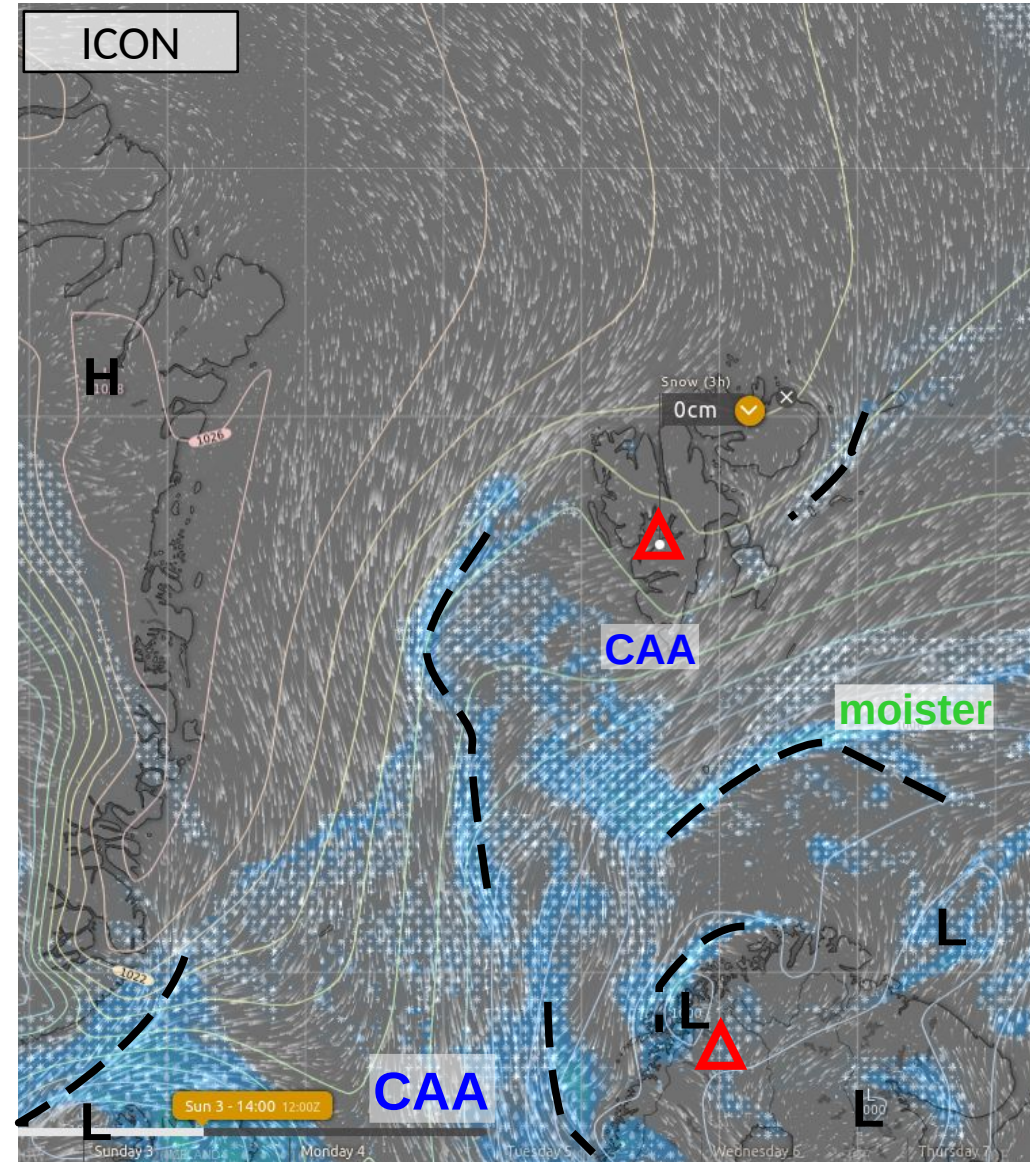 ICON
Snow (3h)
0cm
H
1026
CAA
moister
L
1022
L
CAA
Sun 3 - 14:00 12:00Z
L
L
000
Sunday 3
Monday 4
Tuesday 5
Wednesday 6
Thursday 7